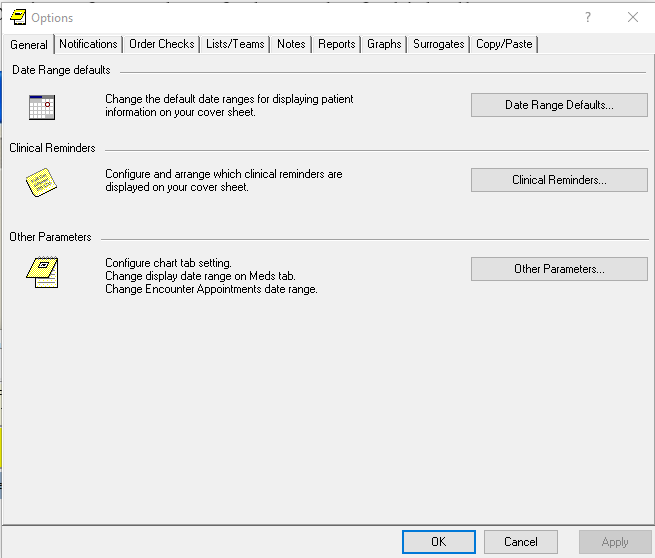 Options
?
General
Notifications
Order Checks
Lists/Teams
Notes
Reports
Graphs
Surrogates
Copy/Paste
Date Range defaults
Change the default date ranges for displaying patient
information on your cover sheet.
Date Range Defaults...
Clinical Reminders
Configure and arrange which clinical reminders are
displayed on your cover sheet.
Clinical Reminders...
Other Parameters
Configure chart tab setting.
Change display date range on Meds tab.
Change Encounter Appointments date range.
Other Parameters...
OK
Cancel
Apply